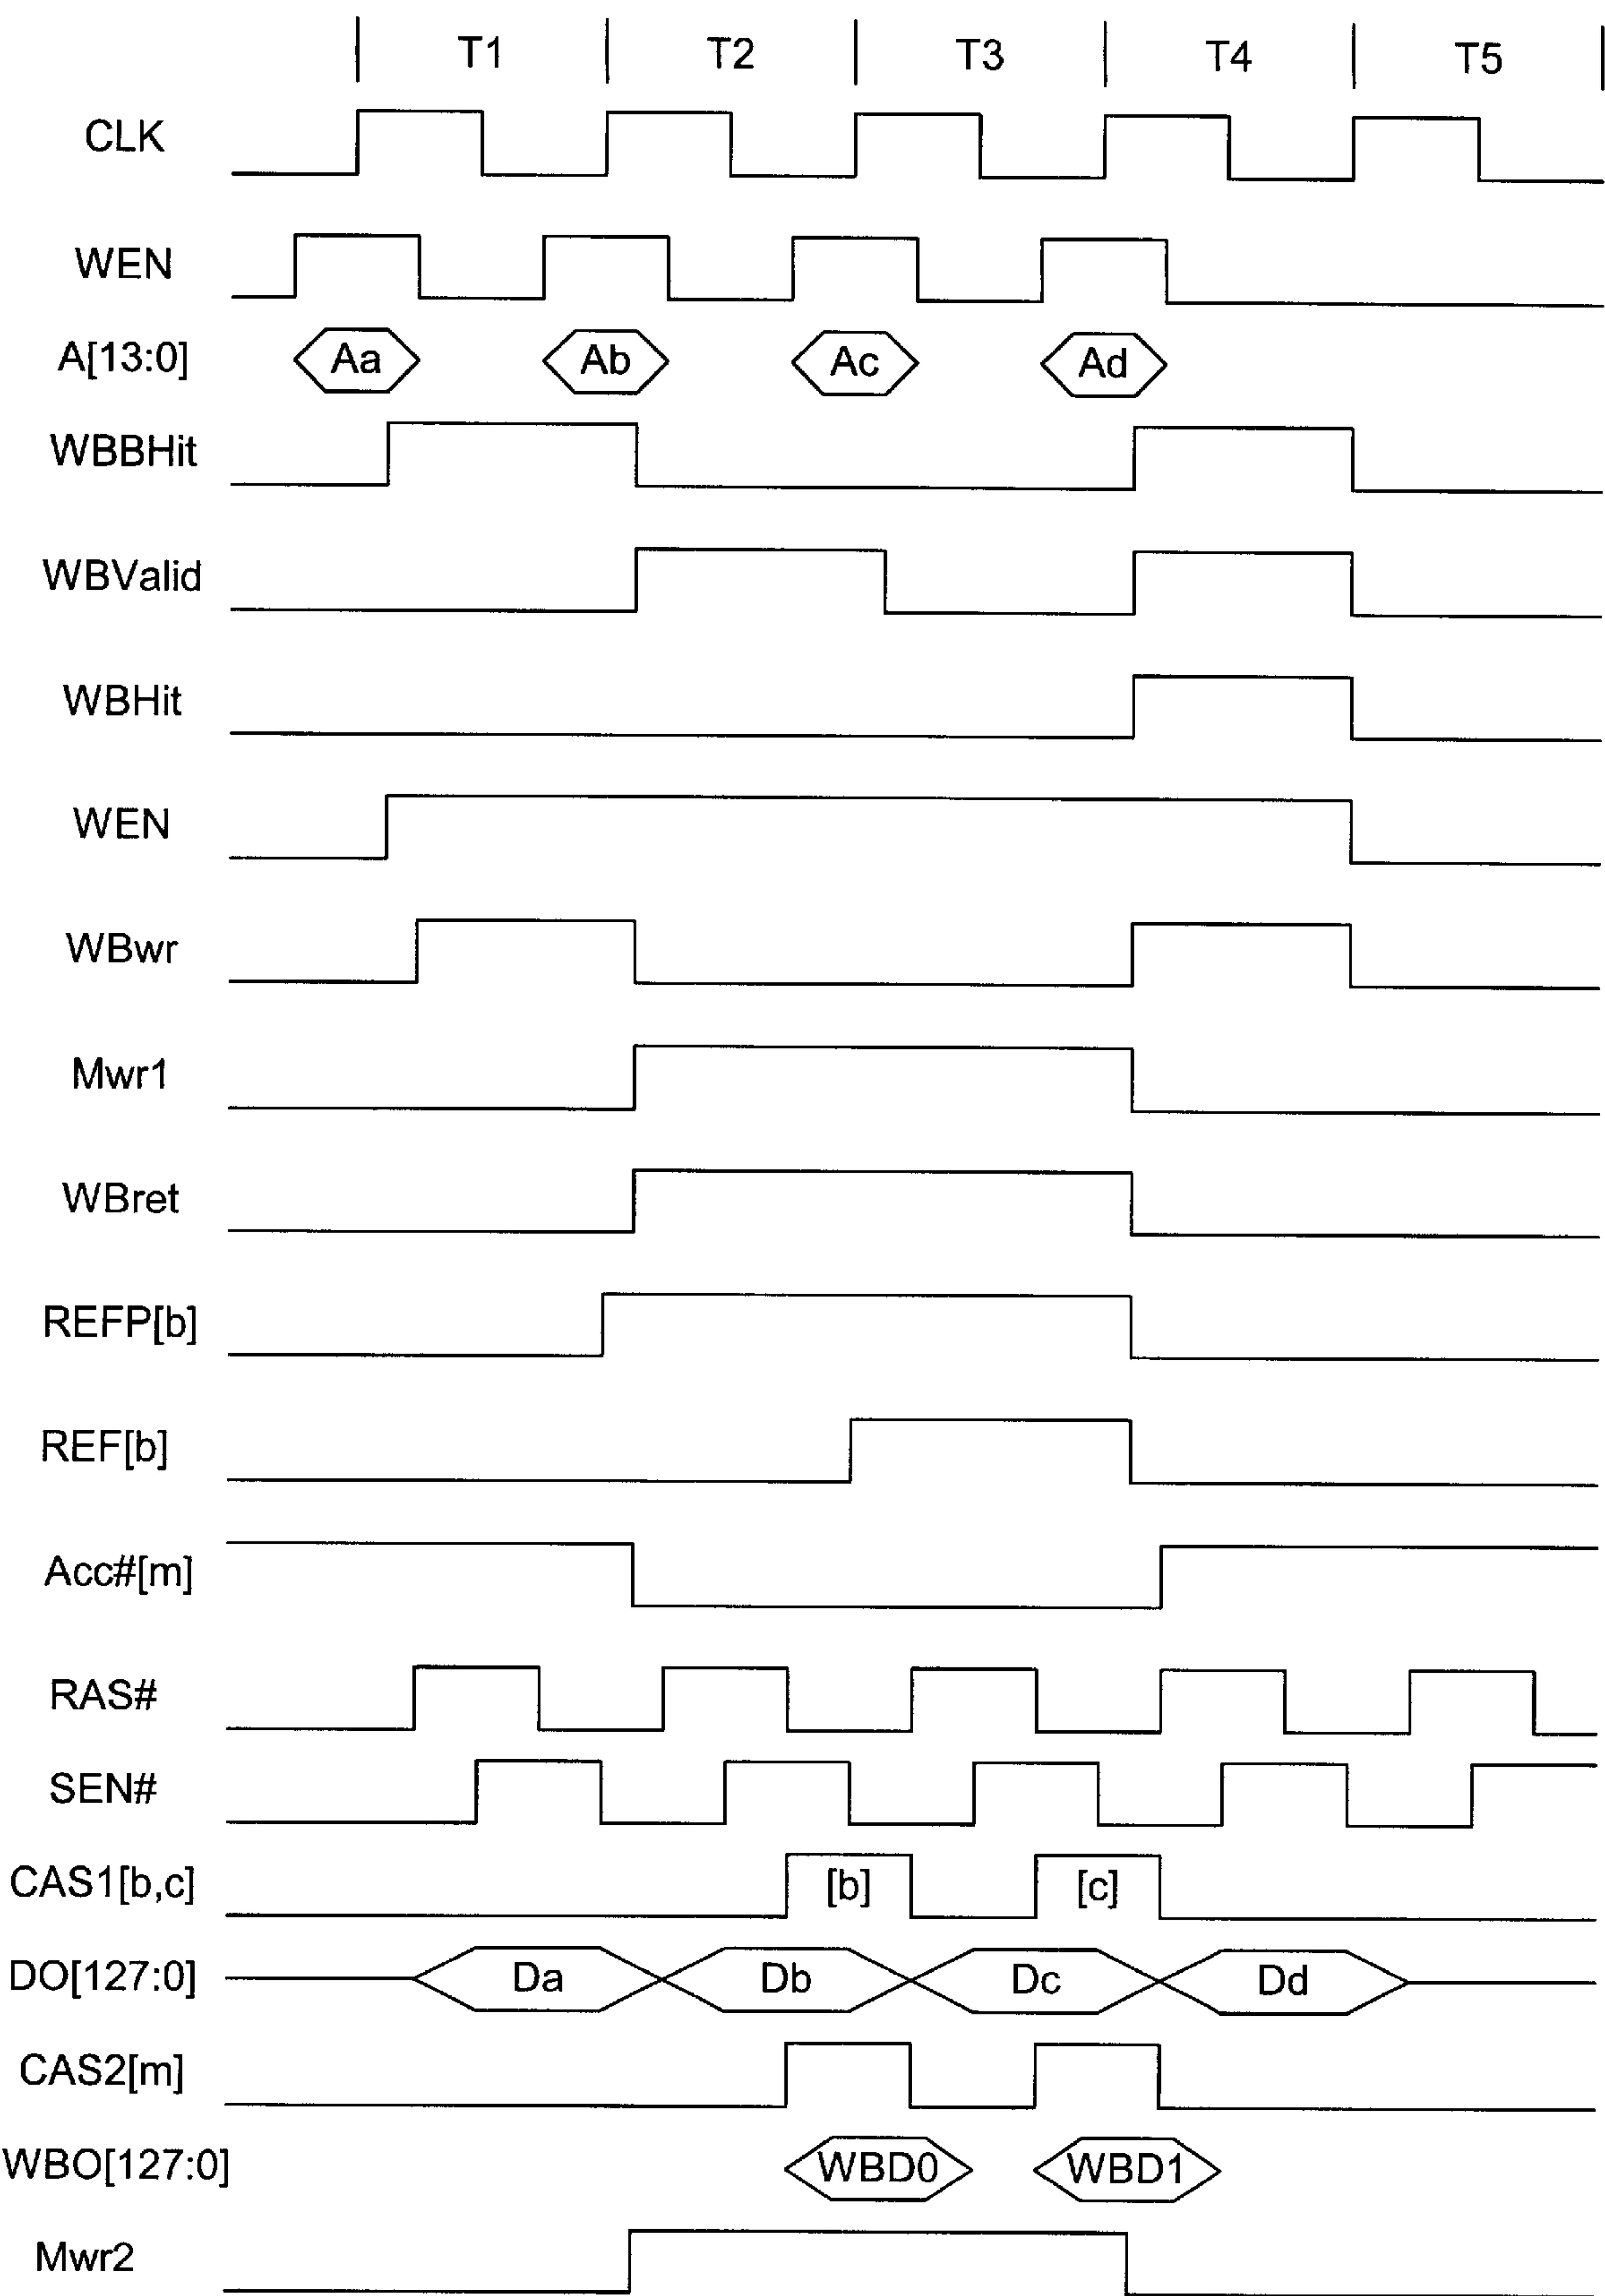 T1 T2 T3 T4 T5
CLK
WEN
A[13:0] Aa Ab Ac Ad
WBBHit
WBValid
WBHit
WEN
WBwr
Mwr1
WBret
REFP[b]
REF[b]
Acc#[m]
RAS#
SEN#
CAS1[b,c] [b] [c]
DO[127:0] Da Db Dc Dd
CAS2[m]
WBO[127:0] WBD0 WBD1
Mwr2